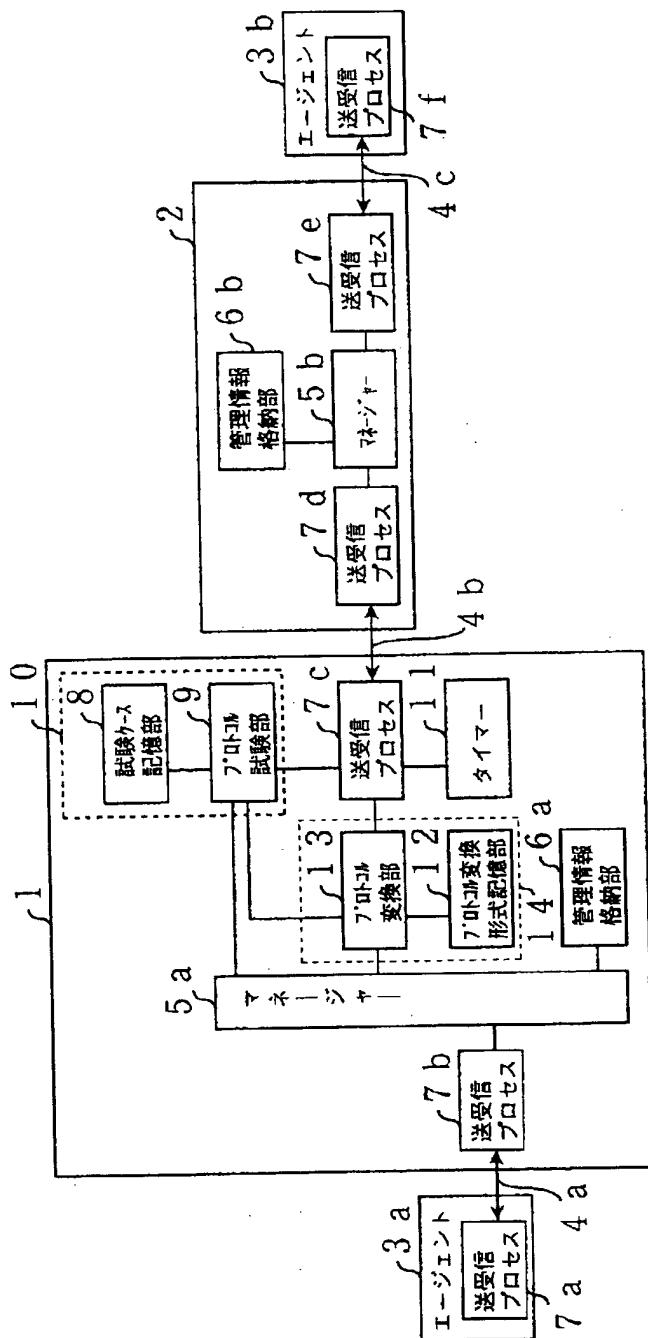 1
10
8
試験ケース
記憶部
9
プロトコル
試験部
3a
エージェント
送受信
プロセス
7a
4a
7b
送受信
プロセス
5a
マネージャー
13
プロトコル
変換部
12
プロトコル変換
形式記憶部
14
6a
管理情報
格納部
7c
送受信
プロセス
11
タイマー
4b
2
7d
送受信
プロセス
6b
管理情報
格納部
5b
マネージャー
7e
送受信
プロセス
4c
3b
エージェント
送受信
プロセス
7f